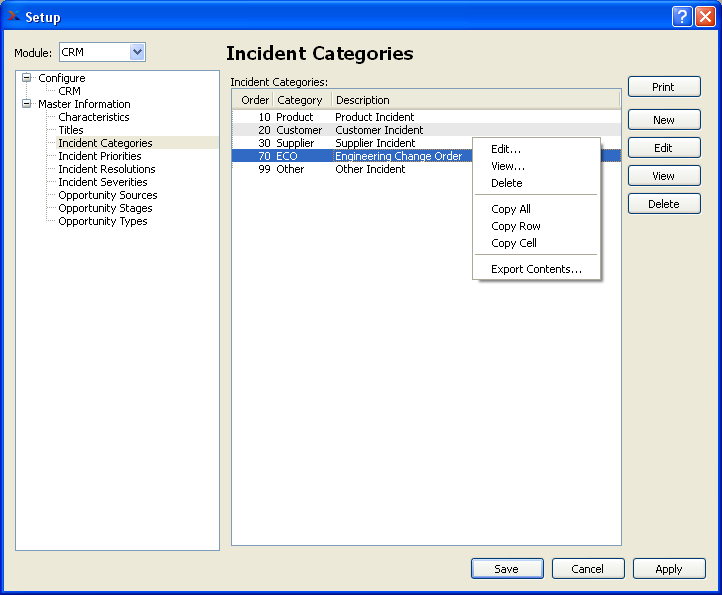 Setup
Module: CRM
Incident Categories
Configure
CRM
Master Information
Characteristics
Titles
Incident Categories
Incident Priorities
Incident Resolutions
Incident Severities
Opportunity Sources
Opportunity Stages
Opportunity Types
Incident Categories:
Order Category Description
10 Product Product Incident
20 Customer Customer Incident
30 Supplier Supplier Incident
70 ECO Engineering Change Order
99 Other Other Incident
Edit...
View...
Delete
Copy All
Copy Row
Copy Cell
Export Contents...
Print
New
Edit
View
Delete
Save Cancel Apply